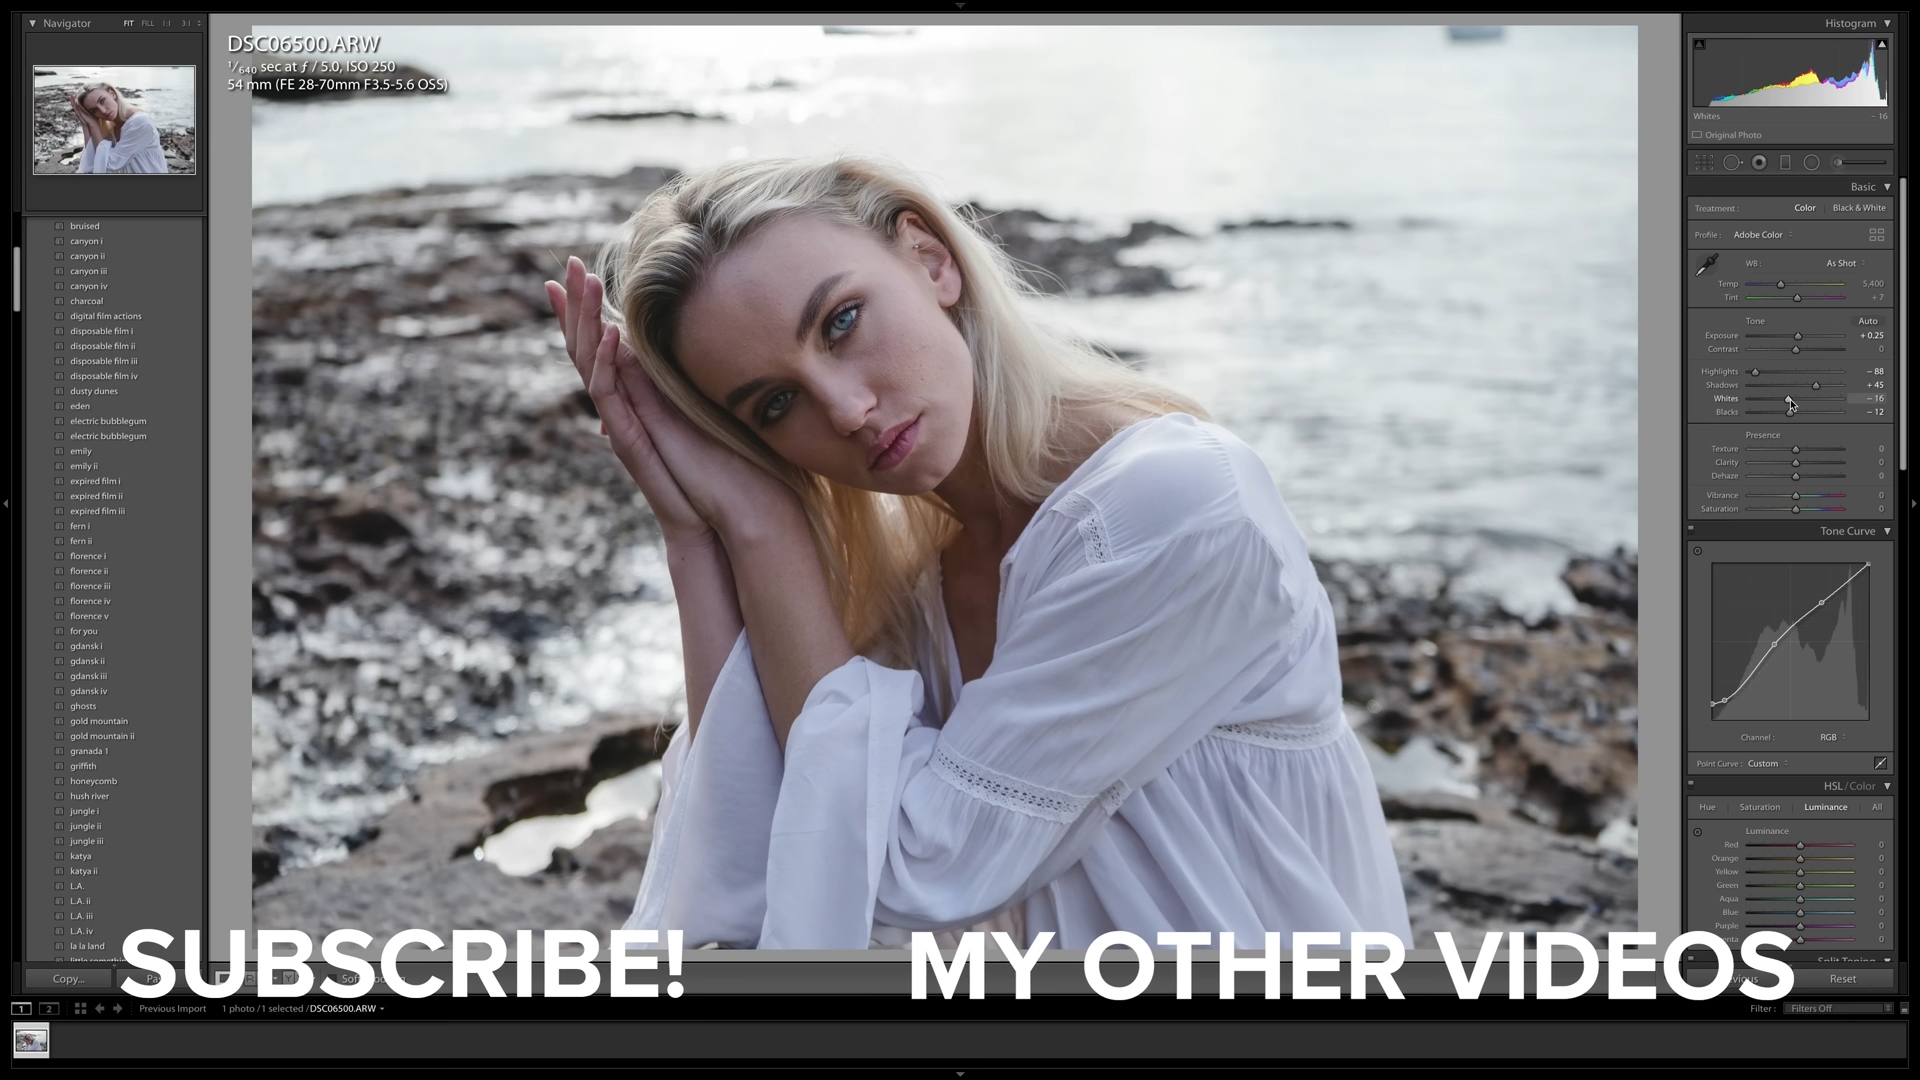 Navigator
FIT FILL 1:1 3:1
bruised
canyon i
canyon ii
canyon iii
canyon iv
charcoal
digital film actions
disposable film i
disposable film ii
disposable film iii
disposable film iv
dusty dunes
eden
electric bubblegum
electric bubblegum
emily
emily ii
expired film i
expired film ii
expired film iii
fern i
fern ii
florence i
florence ii
florence iii
florence iv
florence v
for you
gdansk i
gdansk ii
gdansk iii
gdansk iv
ghosts
gold mountain
gold mountain ii
granada 1
griffith
honeycomb
hush river
jungle i
jungle ii
jungle iii
katya
katya ii
L.A.
L.A. ii
L.A. iii
L.A. iv
la la land
Copy...
DSC06500.ARW
1/640 sec at ƒ / 5.0, ISO 250
54 mm (FE 28-70mm F3.5-5.6 OSS)
SUBSCRIBE!
MY OTHER VIDEOS
Histogram
Whites - 16
Original Photo
Basic
Treatment : Color Black & White
Profile : Adobe Color
WB : As Shot
Temp 5,400
Tint + 7
Tone Auto
Exposure + 0.25
Contrast 0
Highlights - 88
Shadows + 45
Whites - 16
Blacks - 12
Presence
Texture 0
Clarity 0
Dehaze 0
Vibrance 0
Saturation 0
Tone Curve
Channel : RGB
Point Curve : Custom
HSL / Color
Hue Saturation Luminance All
Luminance
Red 0
Orange 0
Yellow 0
Green 0
Aqua 0
Blue 0
Purple 0
0
Reset
1 2 Previous Import 1 photo / 1 selected / DSC06500.ARW
Filter : Filters Off